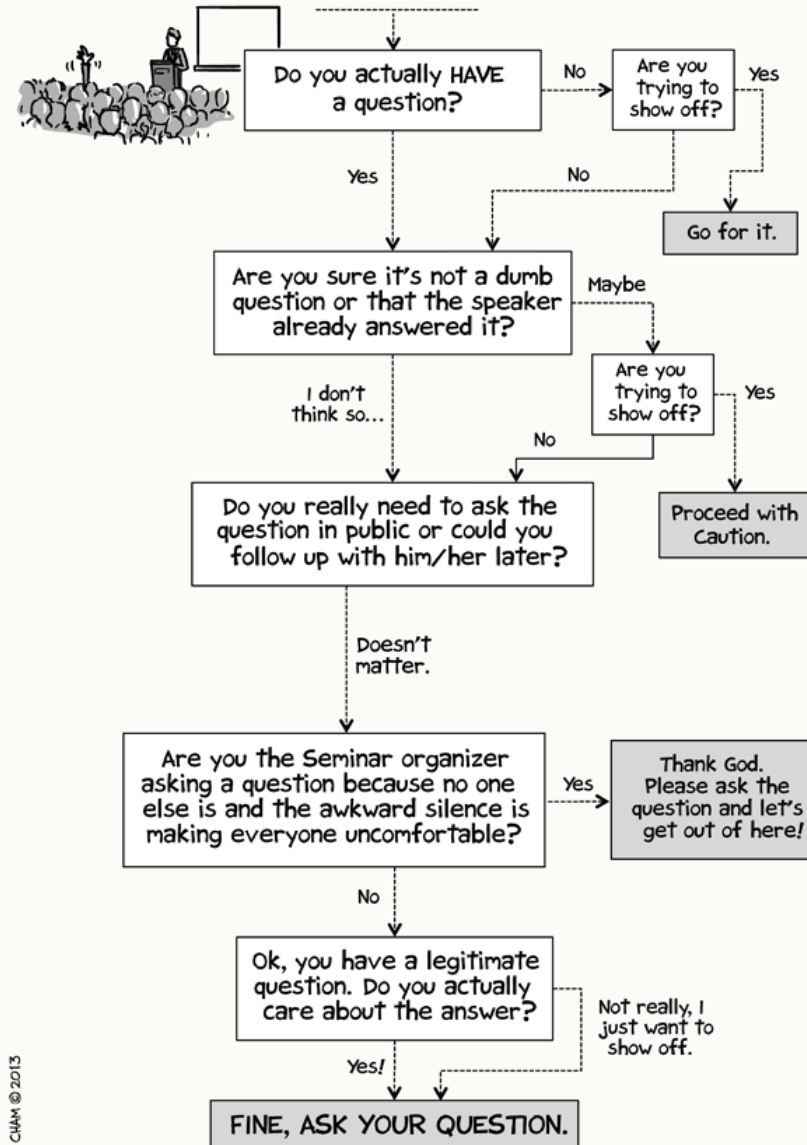 Do you actually HAVE
a question?
No
Are you
trying to
show off?
Yes
Yes
No
Go for it.
Are you sure it's not a dumb
question or that the speaker
already answered it?
Maybe
I don't
think so...
Are you
trying to
show off?
Yes
No
Do you really need to ask the
question in public or could you
follow up with him/her later?
Proceed with
Caution.
Doesn't
matter.
Are you the Seminar organizer
asking a question because no one
else is and the awkward silence is
making everyone uncomfortable?
Yes
Thank God.
Please ask the
question and let's
get out of here!
No
Ok, you have a legitimate
question. Do you actually
care about the answer?
Not really, I
just want to
show off.
Yes!
FINE, ASK YOUR QUESTION.
CHAM © 2013